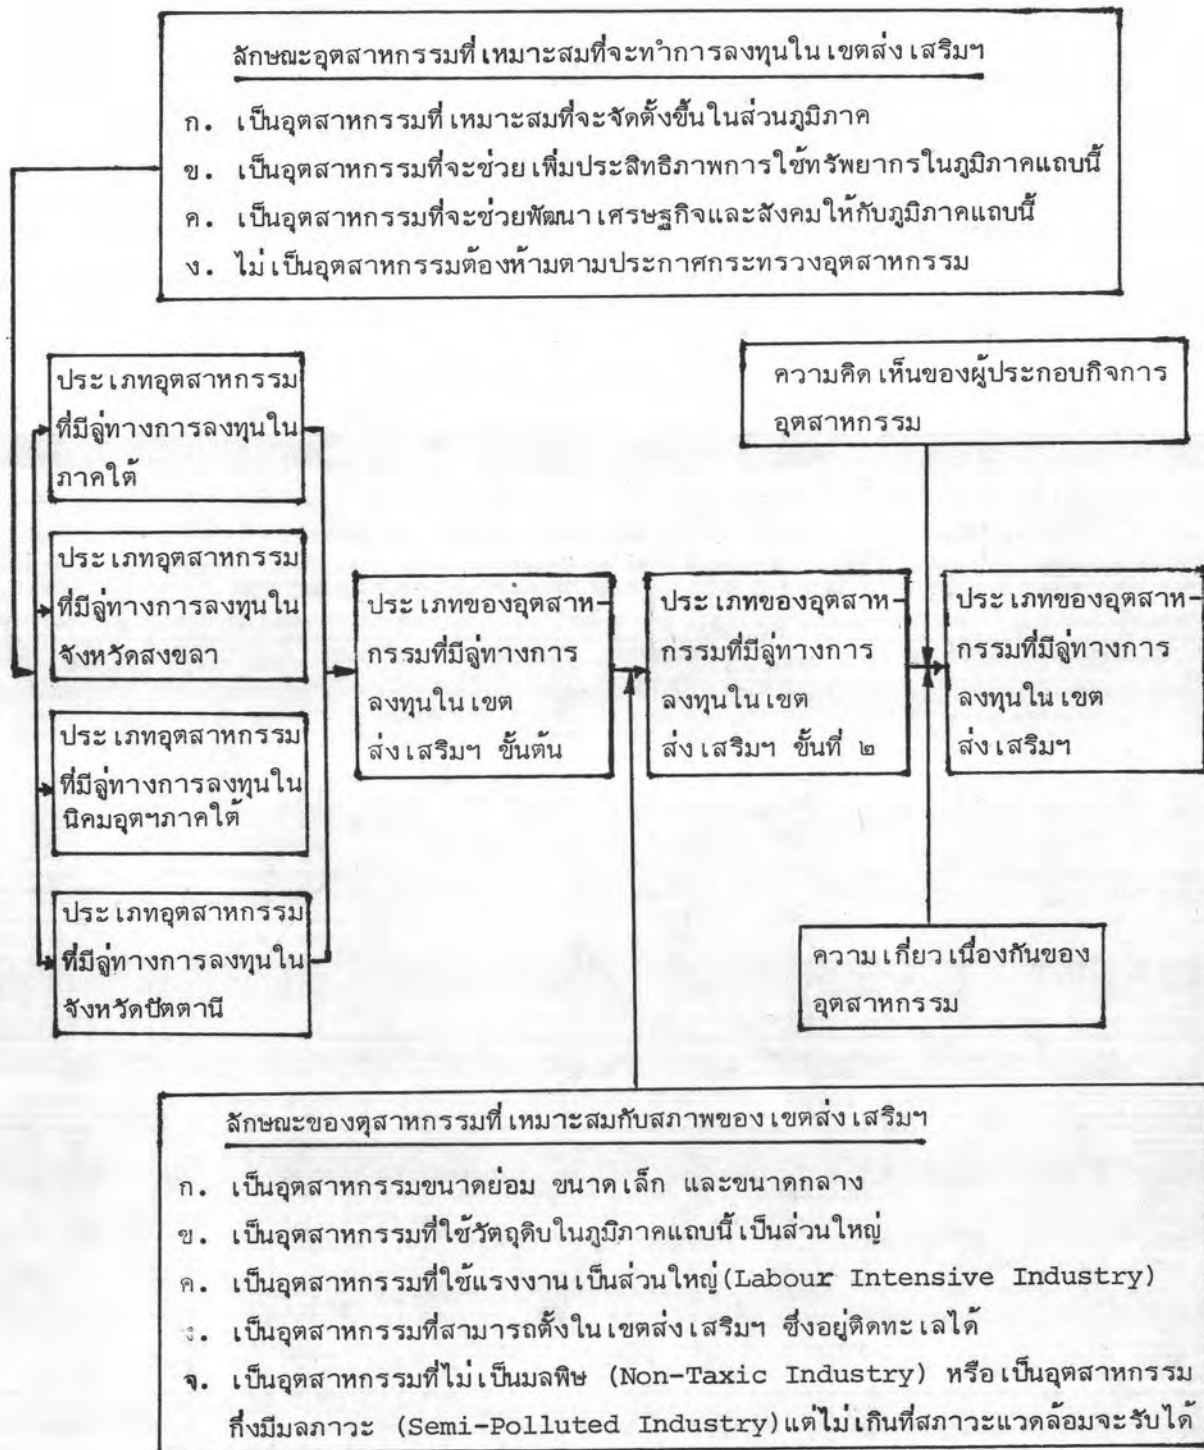 ลักษณะอุตสาหกรรมที่เหมาะสมที่จะทำการลงทุนในเขตส่งเสริมฯ
ก. เป็นอุตสาหกรรมที่เหมาะสมที่จะจัดตั้งขึ้นในส่วนภูมิภาค
ข. เป็นอุตสาหกรรมที่จะช่วยเพิ่มประสิทธิภาพการใช้ทรัพยากรในภูมิภาคแถบนี้
ค. เป็นอุตสาหกรรมที่จะช่วยพัฒนาเศรษฐกิจและสังคมให้กับภูมิภาคแถบนี้
ง. ไม่เป็นอุตสาหกรรมต้องห้ามตามประกาศกระทรวงอุตสาหกรรม
ประเภทอุตสาหกรรม
ที่มีลู่ทางการลงทุนใน
ภาคใต้
ประเภทอุตสาหกรรม
ที่มีลู่ทางการลงทุนใน
จังหวัดสงขลา
ประเภทอุตสาหกรรม
ที่มีลู่ทางการลงทุนใน
นิคมอุตฯภาคใต้
ประเภทอุตสาหกรรม
ที่มีลู่ทางการลงทุนใน
จังหวัดปัตตานี
ประเภทของอุตสาห-
กรรมที่มีลู่ทางการ
ลงทุนในเขต
ส่งเสริมฯ ขั้นต้น
ประเภทของอุตสาห-
กรรมที่มีลู่ทางการ
ลงทุนในเขต
ส่งเสริมฯ ขั้นที่ ๒
ความคิดเห็นของผู้ประกอบกิจการ
อุตสาหกรรม
ประเภทของอุตสาห-
กรรมที่มีลู่ทางการ
ลงทุนในเขต
ส่งเสริมฯ
ความเกี่ยวเนื่องกันของ
อุตสาหกรรม
ลักษณะของตุสาหกรรมที่เหมาะสมกับสภาพของเขตส่งเสริมฯ
ก. เป็นอุตสาหกรรมขนาดย่อม ขนาดเล็ก และขนาดกลาง
ข. เป็นอุตสาหกรรมที่ใช้วัตถุดิบในภูมิภาคแถบนี้เป็นส่วนใหญ่
ค. เป็นอุตสาหกรรมที่ใช้แรงงานเป็นส่วนใหญ่(Labour Intensive Industry)
ง. เป็นอุตสาหกรรมที่สามารถตั้งในเขตส่งเสริมฯ ซึ่งอยู่ติดทะเลได้
จ. เป็นอุตสาหกรรมที่ไม่เป็นมลพิษ (Non-Taxic Industry) หรือเป็นอุตสาหกรรม
กึ่งมีมลภาวะ (Semi-Polluted Industry)แต่ไม่เกินที่สภาวะแวดล้อมจะรับได้